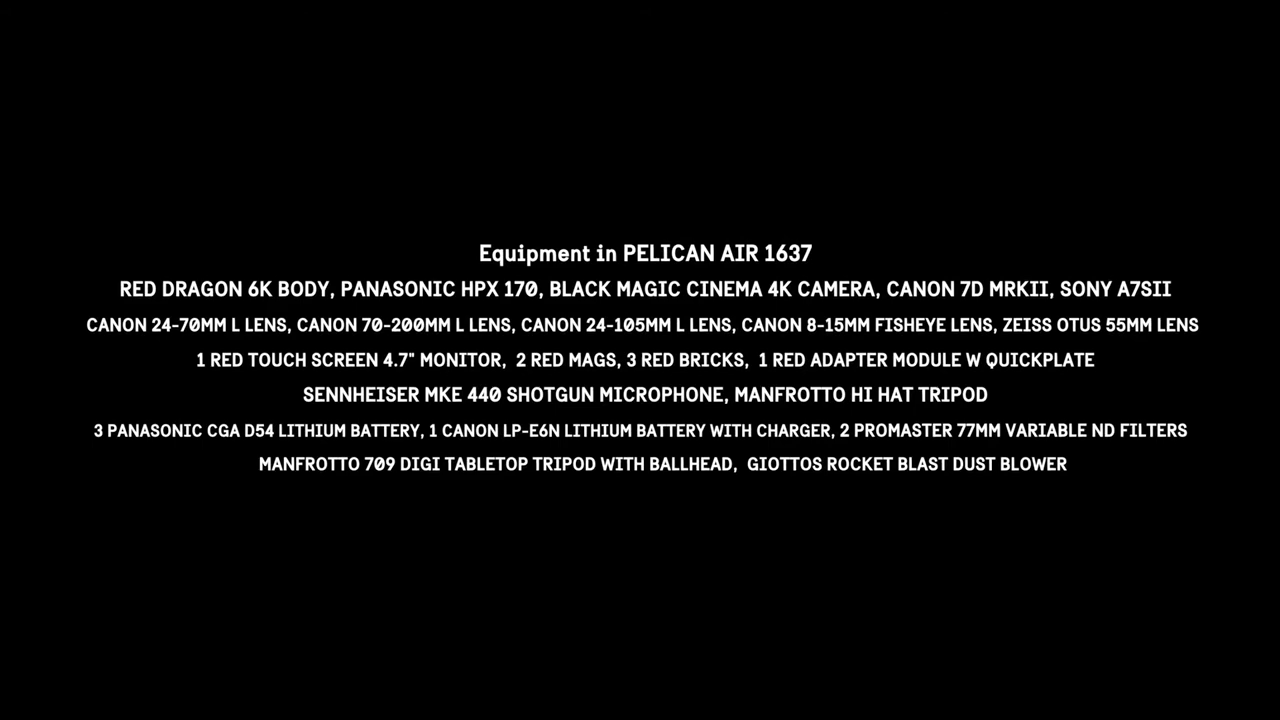 Equipment in PELICAN AIR 1637
RED DRAGON 6K BODY, PANASONIC HPX 170, BLACK MAGIC CINEMA 4K CAMERA, CANON 7D MRKII, SONY A7SII
CANON 24-70MM L LENS, CANON 70-200MM L LENS, CANON 24-105MM L LENS, CANON 8-15MM FISHEYE LENS, ZEISS OTUS 55MM LENS
1 RED TOUCH SCREEN 4.7" MONITOR, 2 RED MAGS, 3 RED BRICKS, 1 RED ADAPTER MODULE W QUICKPLATE
SENNHEISER MKE 440 SHOTGUN MICROPHONE, MANFROTTO HI HAT TRIPOD
3 PANASONIC CGA D54 LITHIUM BATTERY, 1 CANON LP-E6N LITHIUM BATTERY WITH CHARGER, 2 PROMASTER 77MM VARIABLE ND FILTERS
MANFROTTO 709 DIGI TABLETOP TRIPOD WITH BALLHEAD, GIOTTOS ROCKET BLAST DUST BLOWER